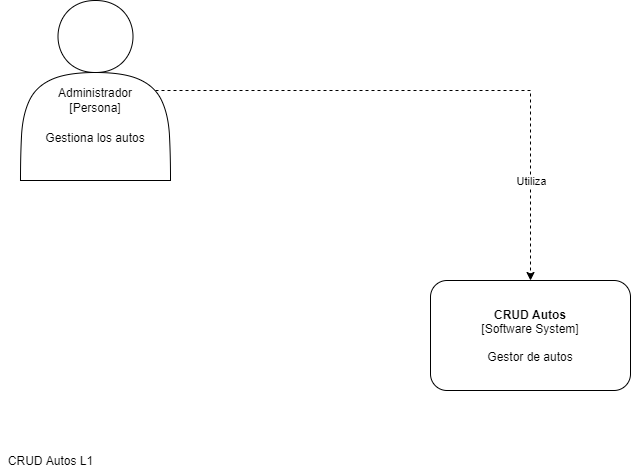 Administrador
[Persona]
Gestiona los autos
Utiliza
CRUD Autos
[Software System]
Gestor de autos
CRUD Autos L1